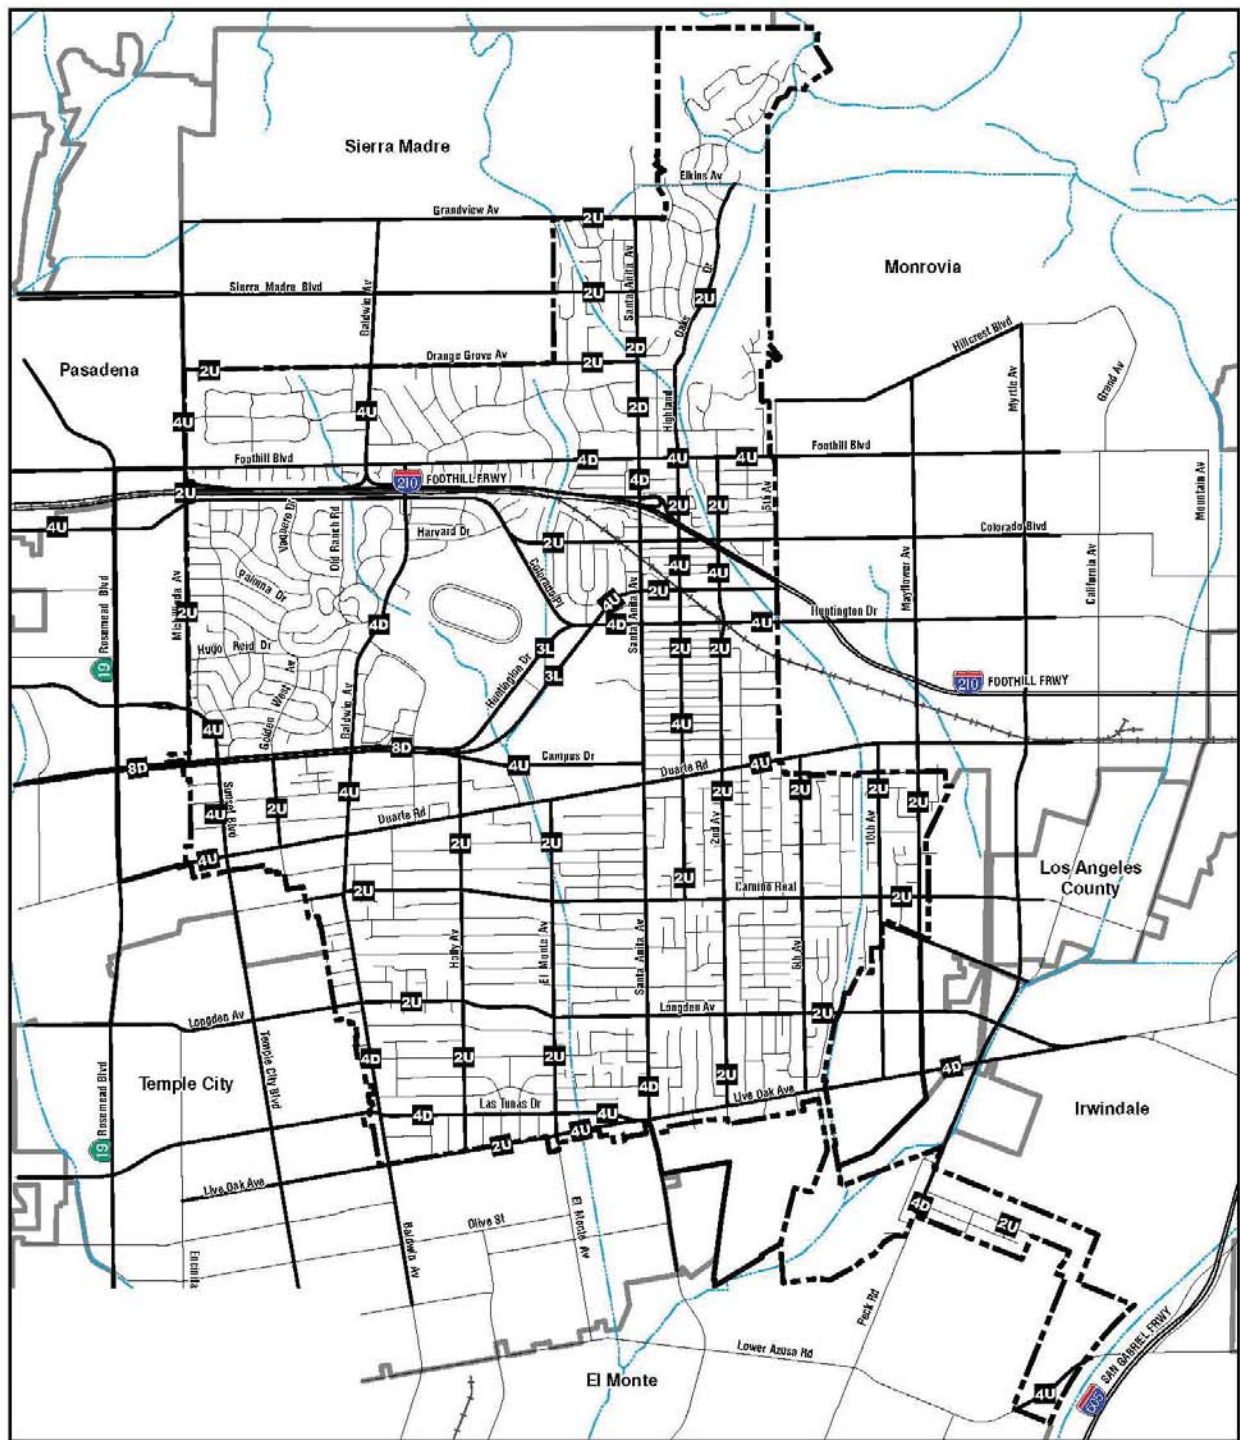 Sierra Madre
Elkins Av
Grandview Av
2U
Santa Anita Av
Monrovia
Sierra Madre Blvd
2U
Baldwin Av
Oaks Dr
2U
Hillcrest Blvd
2D
Orange Grove Av
Pasadena
2U
2U
Myrtle Av
Grand Av
4U
4U
2D
Highland
Foothill Blvd
Foothill Blvd
4D
4U
4U
210
FOOTHILL FRWY
4D
2U
2U
2U
5th Av
Mountain Av
4U
Vaquero Dr
Old Ranch Rd
Harvard Dr
2U
Colorado Blvd
Colorado Pl
4U
4U
Paloma Dr
Rosemead Blvd
Michillinda Av
2U
4U
2U
Santa Anita Av
Mayflower Av
California Av
4D
4D
4U
Huntington Dr
Hugo Reid Dr
3L
2U
2U
19
Golden West Av
Baldwin Av
Huntington Dr
3L
210
FOOTHILL FRWY
4U
4U
8D
8D
4U
Campus Dr
Duarte Rd
4U
4U
2U
4U
Sunset Blvd
2U
2U
2U
2U
Duarte Rd
2nd Av
10th Av
4U
2U
2U
2U
Los Angeles
County
2U
Camino Real
2U
Holly Av
El Monte Av
Santa Anita Av
6th Av
2U
Longden Av
Longden Av
2U
Temple City Blvd
4D
2U
2U
Rosemead Blvd
Temple City
4D
2U
4D
Live Oak Ave
Las Tunas Dr
4D
4U
Irwindale
19
2U
4U
Live Oak Ave
4D
2U
Olive St
El Monte Av
Baldwin Av
Encinita
Peck Rd
Lower Azusa Rd
El Monte
4U
605
SAN GABRIEL FRWY